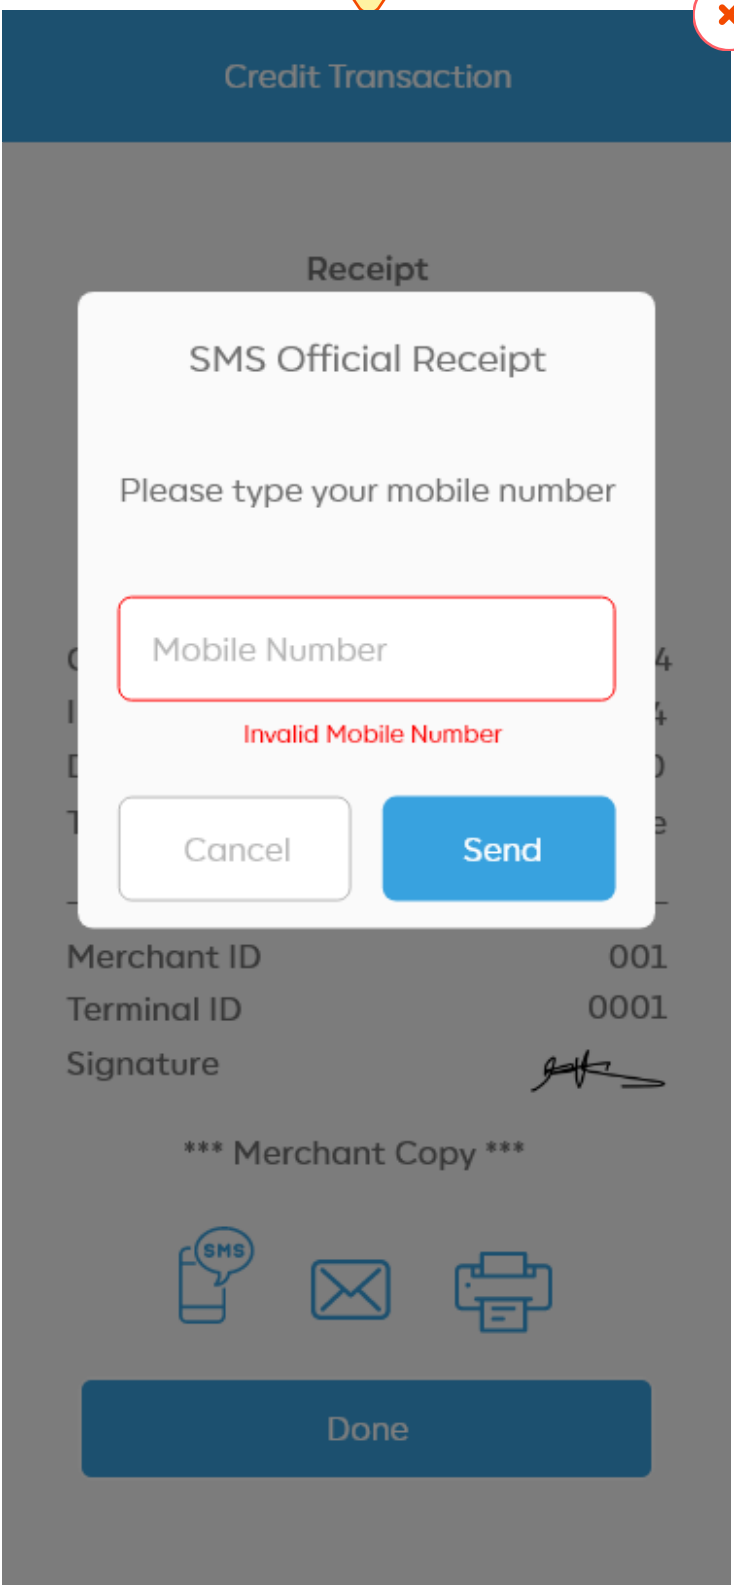 Credit Transaction
Receipt
SMS Official Receipt
Please type your mobile number
Mobile Number
Invalid Mobile Number
Cancel Send
Merchant ID 001
Terminal ID 0001
Signature
*** Merchant Copy ***
SMS
Done